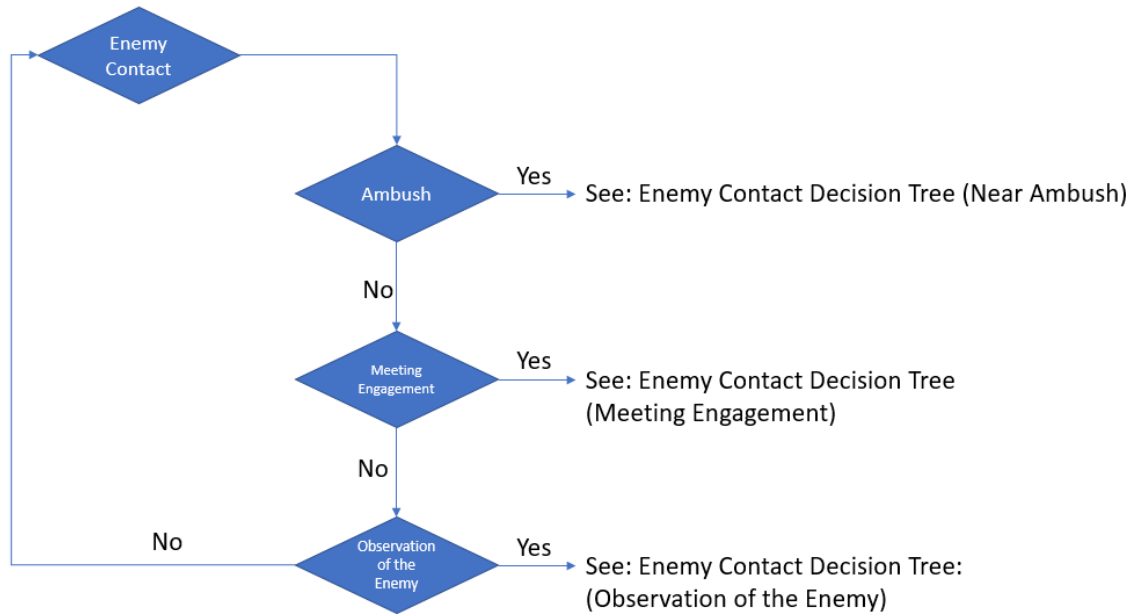 Enemy
Contact
Ambush
Yes
See: Enemy Contact Decision Tree (Near Ambush)
No
Meeting
Engagement
Yes
See: Enemy Contact Decision Tree
(Meeting Engagement)
No
Observation
of the
Enemy
No
Yes
See: Enemy Contact Decision Tree:
(Observation of the Enemy)